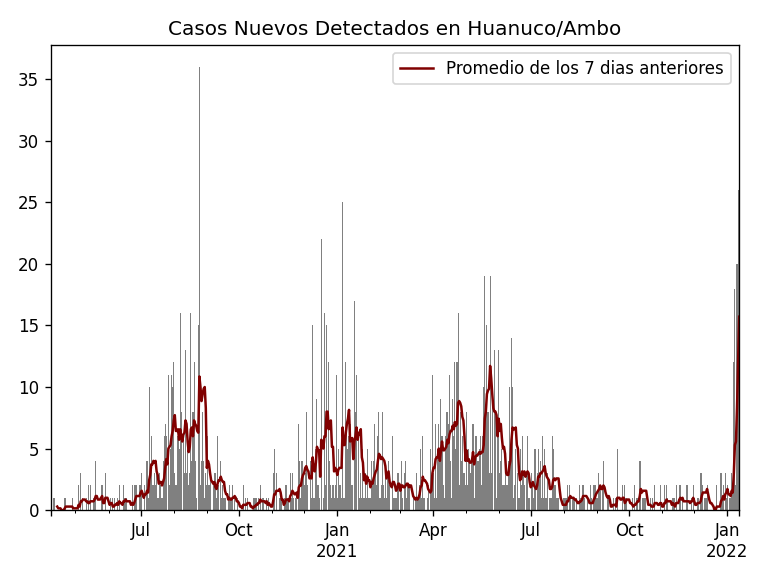 Casos Nuevos Detectados en Huanuco/Ambo
Promedio de los 7 dias anteriores
35
30
25
20
15
10
5
0
Jul
Oct
Jan
2021
Apr
Jul
Oct
Jan
2022